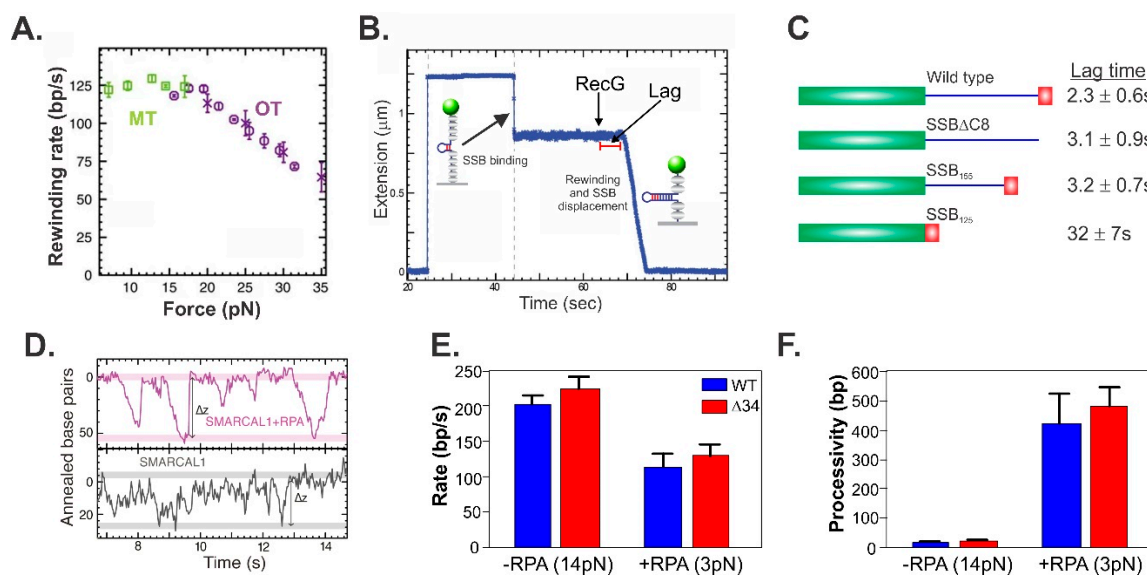 A.
Rewinding rate (bp/s)
150
125
100
75
50
25
0
MT
OT
10
15
20
25
30
35
Force (pN)
B.
Extension (μm)
1
0.5
0
SSB binding
RecG
Lag
Rewinding
and SSB
displacement
20
40
60
80
Time (sec)
C
Lag time
Wild type
2.3 ± 0.6s
SSBΔC8
3.1 ± 0.9s
SSB155
3.2 ± 0.7s
SSB125
32 ± 7s
D.
Annealed base pairs
0
50
Δz
SMARCAL1+RPA
SMARCAL1
0
20
Δz
8
10
12
14
Time (s)
E.
Rate (bp/s)
250
200
150
100
50
0
WT
Δ34
-RPA (14pN)
+RPA (3pN)
F.
Processivity (bp)
600
500
400
300
200
100
0
-RPA (14pN)
+RPA (3pN)